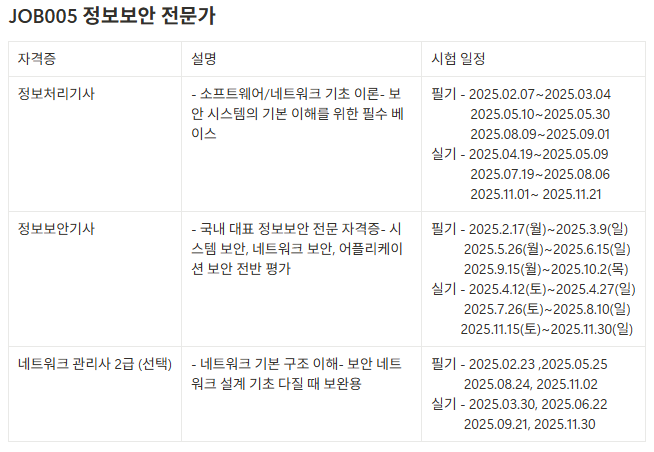 JOB005 정보보안 전문가
자격증 설명 시험 일정
정보처리기사
- 소프트웨어/네트워크 기초 이론- 보
안 시스템의 기본 이해를 위한 필수 베
이스
필기 - 2025.02.07~2025.03.04
2025.05.10~2025.05.30
2025.08.09~2025.09.01
실기 - 2025.04.19~2025.05.09
2025.07.19~2025.08.06
2025.11.01~ 2025.11.21
정보보안기사
- 국내 대표 정보보안 전문 자격증- 시
스템 보안, 네트워크 보안, 어플리케이
션 보안 전반 평가
필기 - 2025.2.17(월)~2025.3.9(일)
2025.5.26(월)~2025.6.15(일)
2025.9.15(월)~2025.10.2(목)
실기 - 2025.4.12(토)~2025.4.27(일)
2025.7.26(토)~2025.8.10(일)
2025.11.15(토)~2025.11.30(일)
네트워크 관리사 2급 (선택)
- 네트워크 기본 구조 이해- 보안 네트
워크 설계 기초 다질 때 보완용
필기 - 2025.02.23 ,2025.05.25
2025.08.24, 2025.11.02
실기 - 2025.03.30, 2025.06.22
2025.09.21, 2025.11.30